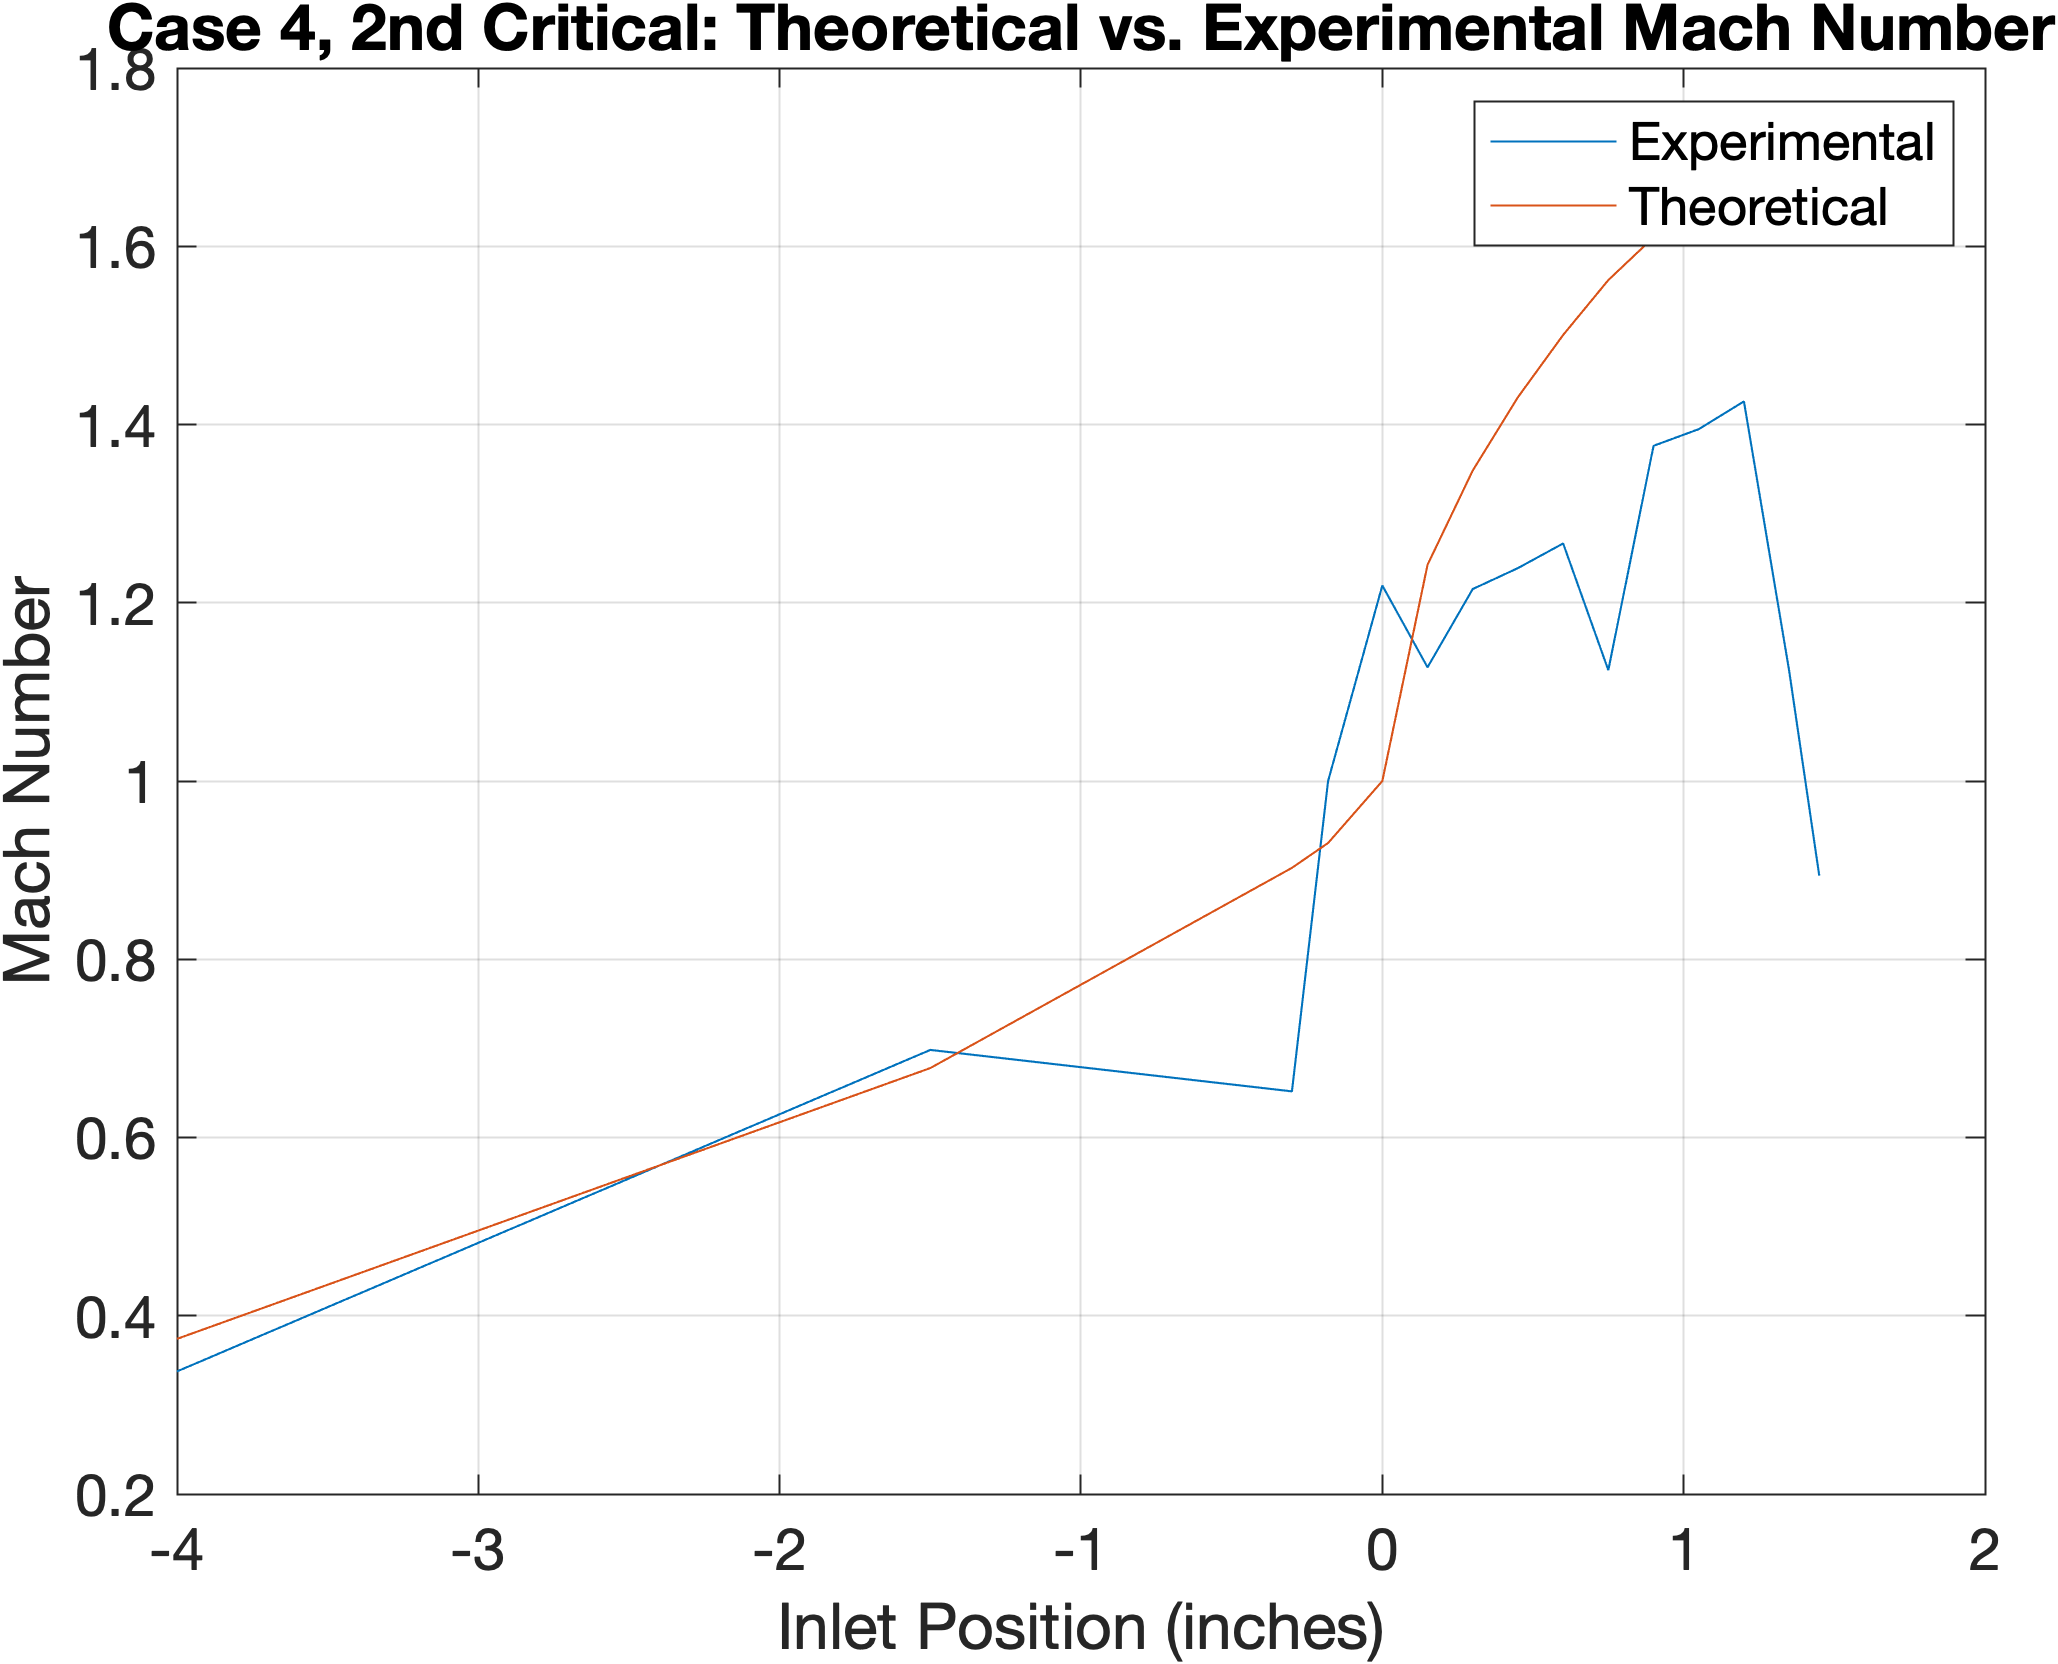 Case 4, 2nd Critical: Theoretical vs. Experimental Mach Number
1.8
1.6
1.4
1.2
1
0.8
0.6
0.4
0.2
Mach Number
Experimental
Theoretical
-4 -3 -2 -1 0 1 2
Inlet Position (inches)